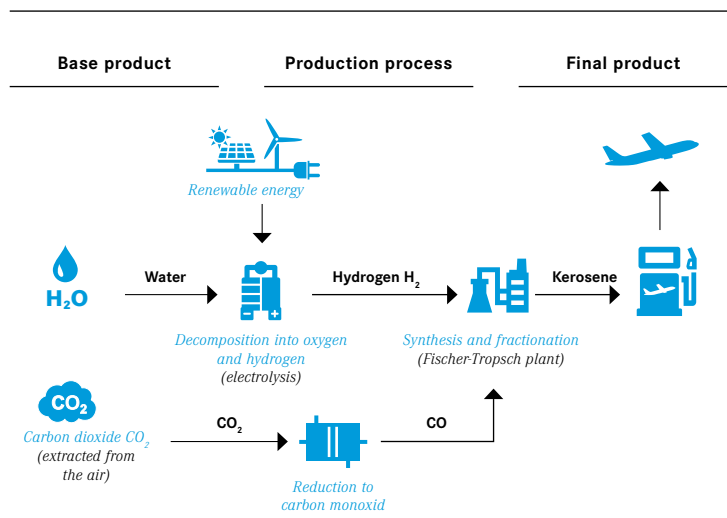 Base product
Production process
Final product
Renewable energy
H₂O
Water
Hydrogen H₂
Kerosene
Decomposition into oxygen
and hydrogen
(electrolysis)
Synthesis and fractionation
(Fischer-Tropsch plant)
CO₂
Carbon dioxide CO₂
(extracted from
the air)
CO₂
CO
Reduction to
carbon monoxid